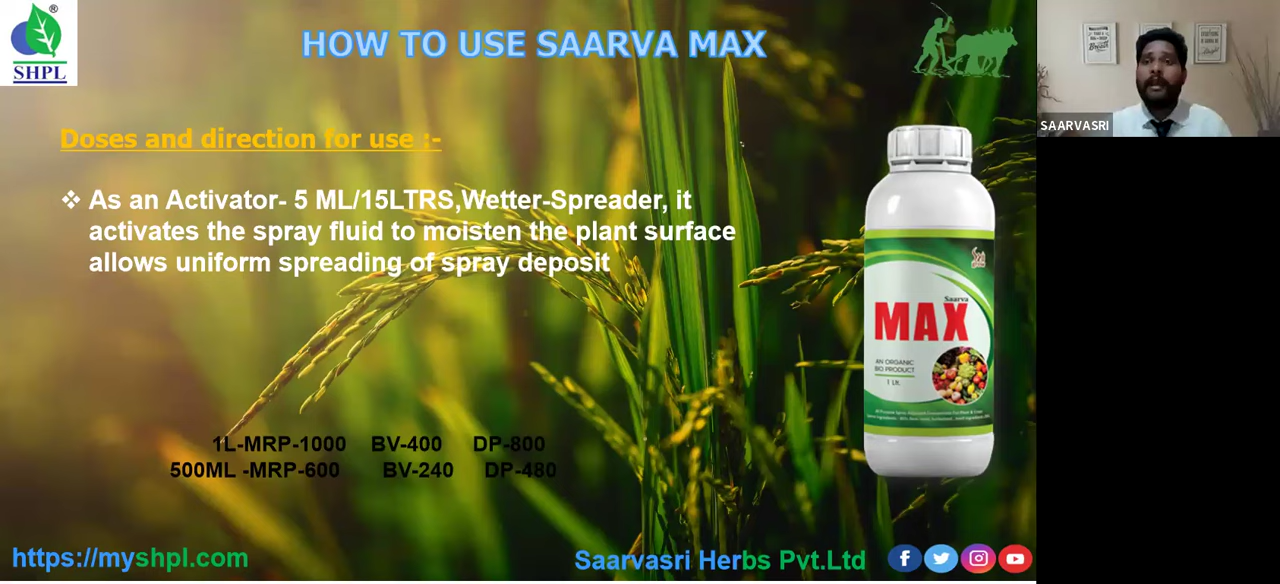 SHPL
HOW TO USE SAARVA MAX
SAARVASRI
Doses and direction for use :-
❖ As an Activator- 5 ML/15LTRS,Wetter-Spreader, it
activates the spray fluid to moisten the plant surface
allows uniform spreading of spray deposit
Saarva
MAX
AN ORGANIC
BIO PRODUCT
1 Lit.
1L-MRP-1000 BV-400 DP-800
500ML -MRP-600 BV-240 DP-480
https://myshpl.com
Saarvasri Herbs Pvt.Ltd